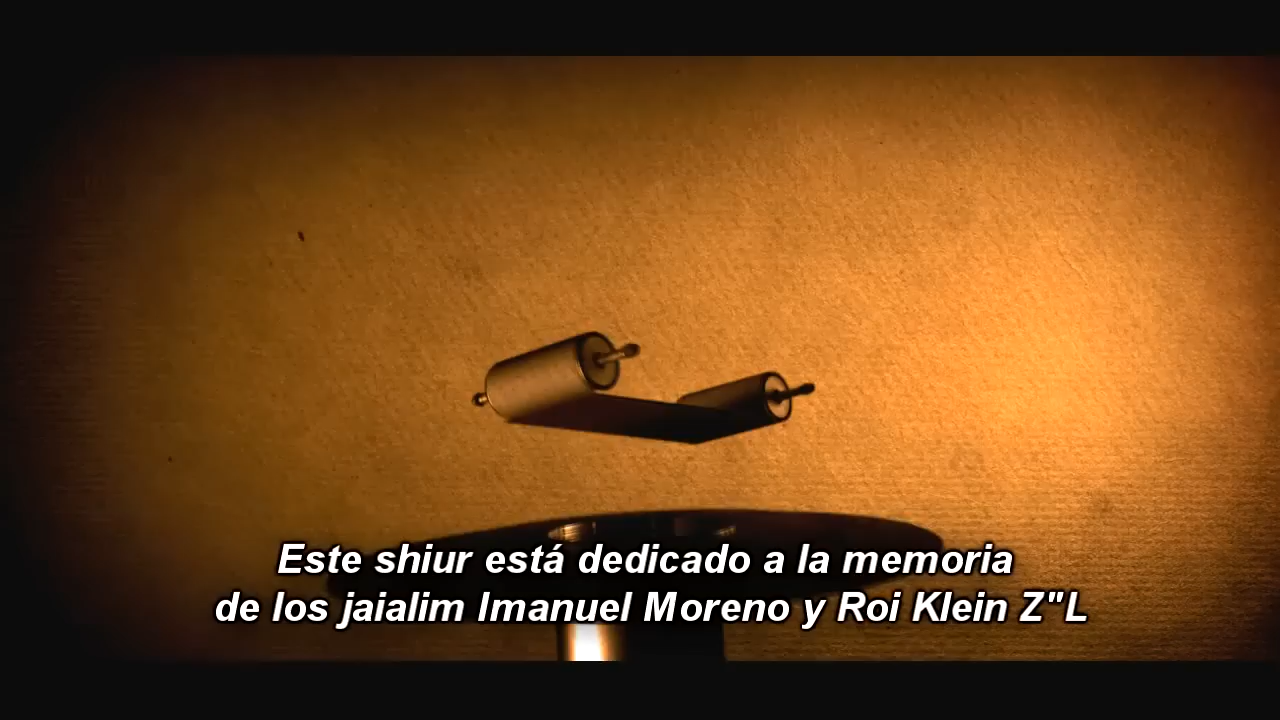 Este shiur está dedicado a la memoria
de los jaialim Imanuel Moreno y Roi Klein Z"L